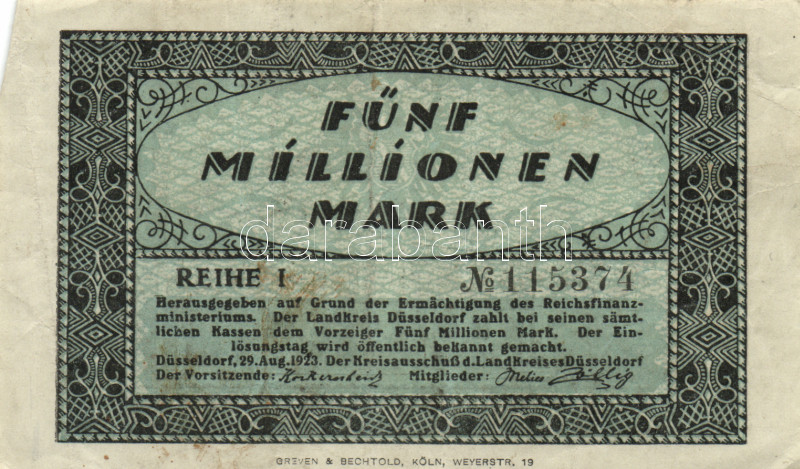 FÜNF
MILLIONEN
MARK
darabanth
REIHE I № 115374
Herausgegeben auf Grund der Ermächtigung des Reichsfinanz-
ministeriums. Der Landkreis Düsseldorf zahlt bei seinen sämt-
lichen Kassen dem Vorzeiger Fünf Millionen Mark. Der Ein-
lösungstag wird öffentlich bekannt gemacht.
Düsseldorf, 29. Aug. 1923. Der Kreisausschuß d. Landkreises Düsseldorf
Der Vorsitzende: Mitglieder:
GREVEN & BECHTOLD, KÖLN, WEYERSTR. 19